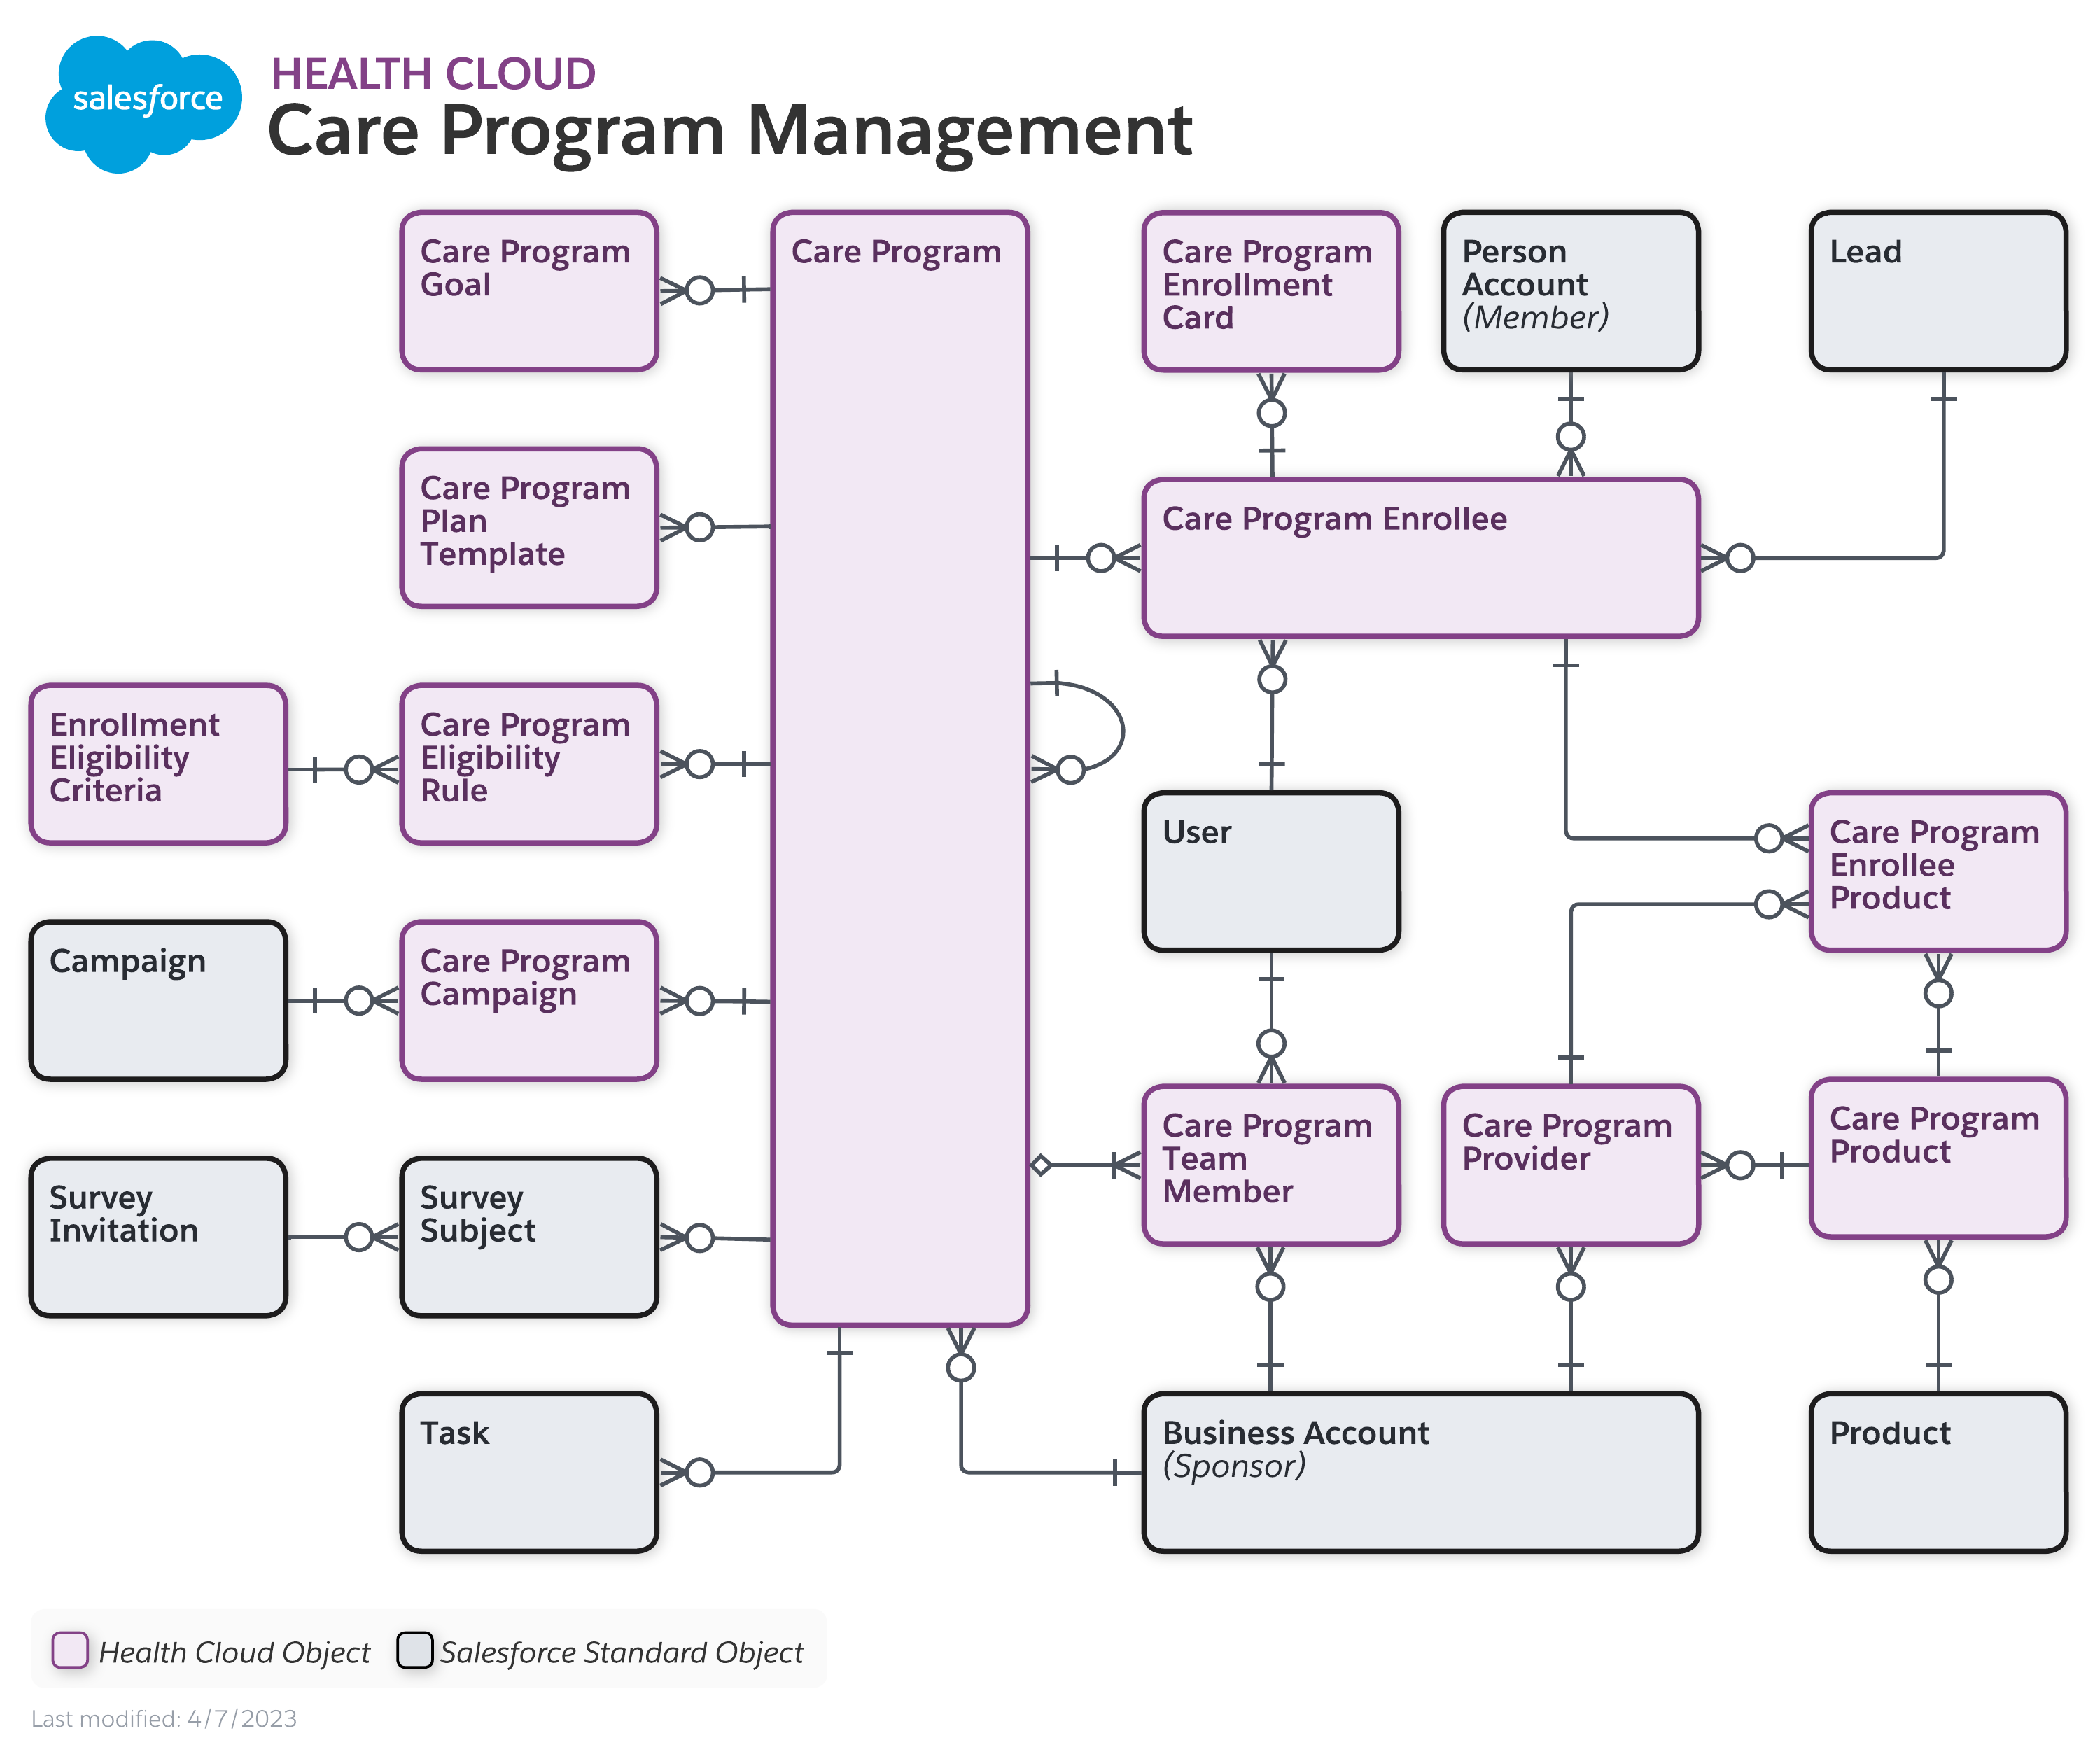 salesforce
HEALTH CLOUD
Care Program Management
Care Program
Goal
Care Program
Care Program
Enrollment
Card
Person
Account
(Member)
Lead
Care Program
Plan
Template
Care Program Enrollee
Enrollment
Eligibility
Criteria
Care Program
Eligibility
Rule
User
Care Program
Enrollee
Product
Campaign
Care Program
Campaign
Care Program
Team
Member
Care Program
Provider
Care Program
Product
Survey
Invitation
Survey
Subject
Task
Business Account
(Sponsor)
Product
Health Cloud Object
Salesforce Standard Object
Last modified: 4/7/2023